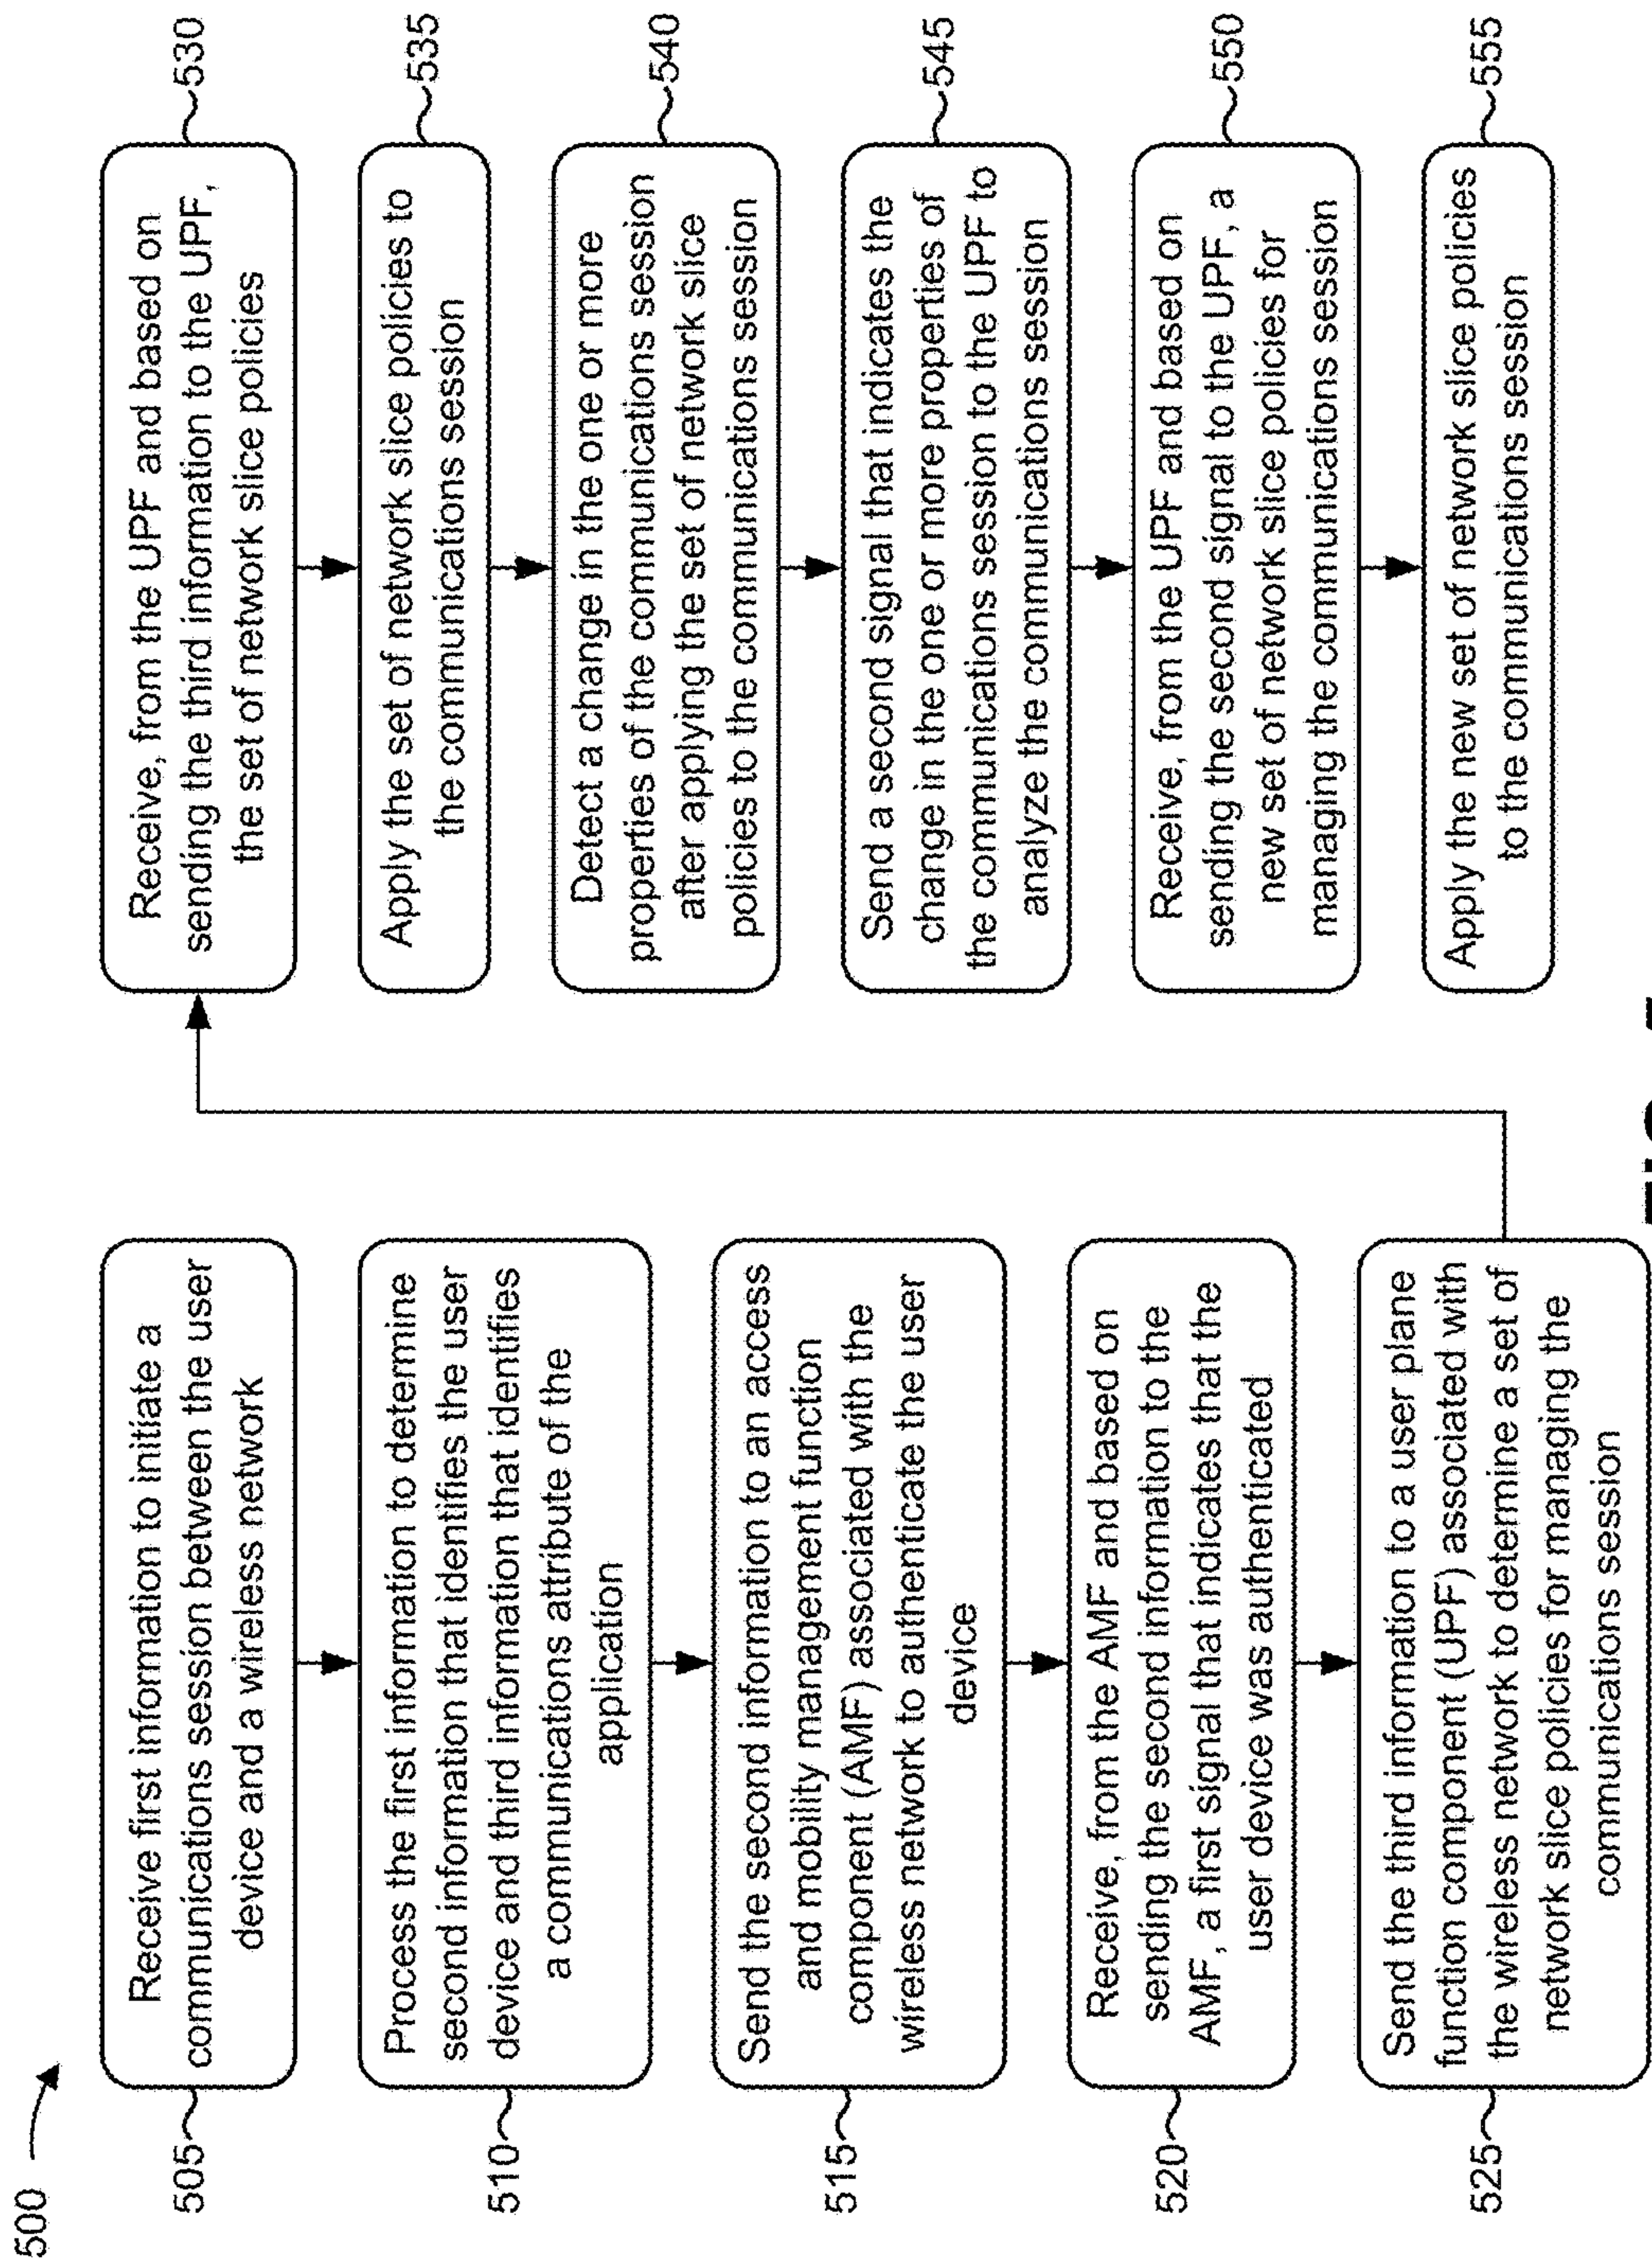 500
505
Receive first information to initiate a
communications session between the user
device and a wireless network
510
Process the first information to determine
second information that identifies the user
device and third information that identifies
a communications attribute of the
application
515
Send the second information to an access
and mobility management function
component (AMF) associated with the
wireless network to authenticate the user
device
520
Receive, from the AMF and based on
sending the second information to the
AMF, a first signal that indicates that the
user device was authenticated
525
Send the third information to a user plane
function component (UPF) associated with
the wireless network to determine a set of
network slice policies for managing the
communications session
530
Receive, from the UPF and based on
sending the third information to the UPF,
the set of network slice policies
535
Apply the set of network slice policies to
the communications session
540
Detect a change in the one or more
properties of the communications session
after applying the set of network slice
policies to the communications session
545
Send a second signal that indicates the
change in the one or more properties of
the communications session to the UPF to
analyze the communications session
550
Receive, from the UPF and based on
sending the second signal to the UPF, a
new set of network slice policies for
managing the communications session
555
Apply the new set of network slice policies
to the communications session